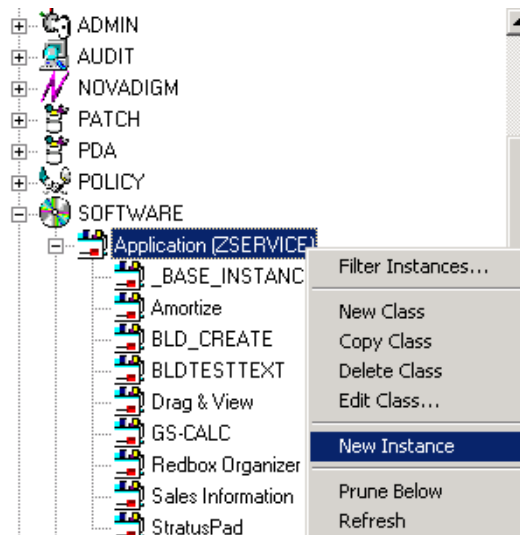 ADMIN
AUDIT
NOVADIGM
PATCH
PDA
POLICY
SOFTWARE
Application (ZSERVICE)
_BASE_INSTANC
Amortize
BLD_CREATE
BLDTESTTEXT
Drag & View
GS-CALC
Redbox Organizer
Sales Information
StratusPad
Filter Instances...
New Class
Copy Class
Delete Class
Edit Class...
New Instance
Prune Below
Refresh